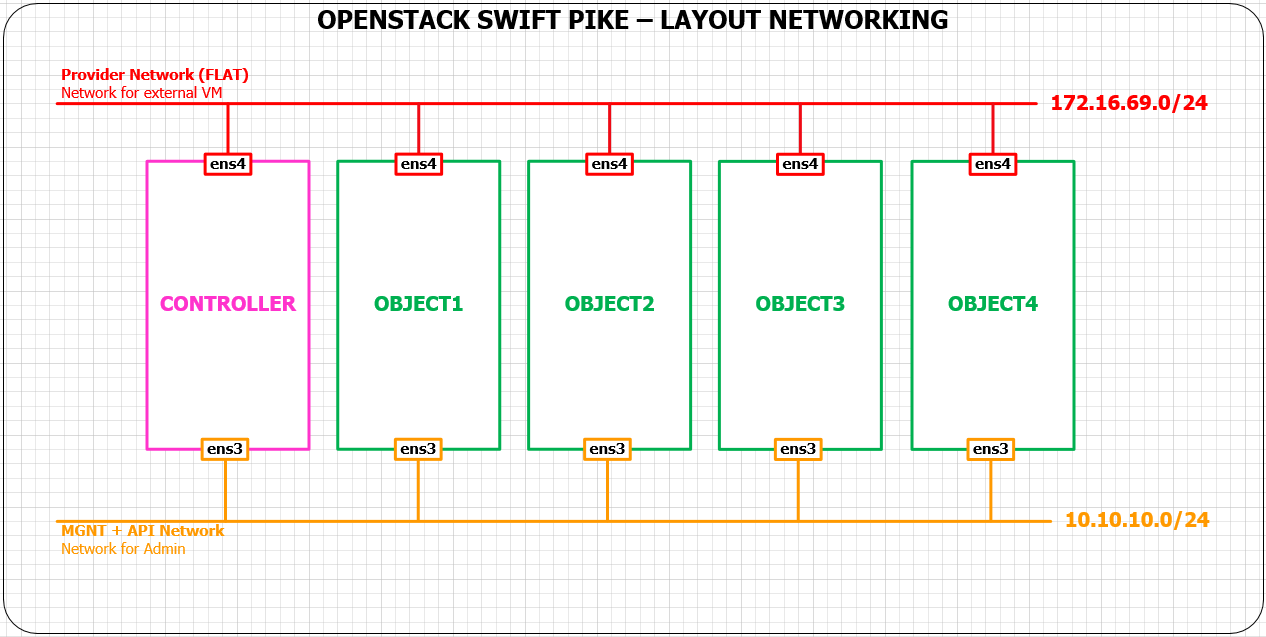 OPENSTACK SWIFT PIKE – LAYOUT NETWORKING
Provider Network (FLAT)
Network for external VM
172.16.69.0/24
ens4
ens4
ens4
ens4
ens4
CONTROLLER
OBJECT1
OBJECT2
OBJECT3
OBJECT4
ens3
ens3
ens3
ens3
ens3
10.10.10.0/24
MGNT + API Network
Network for Admin